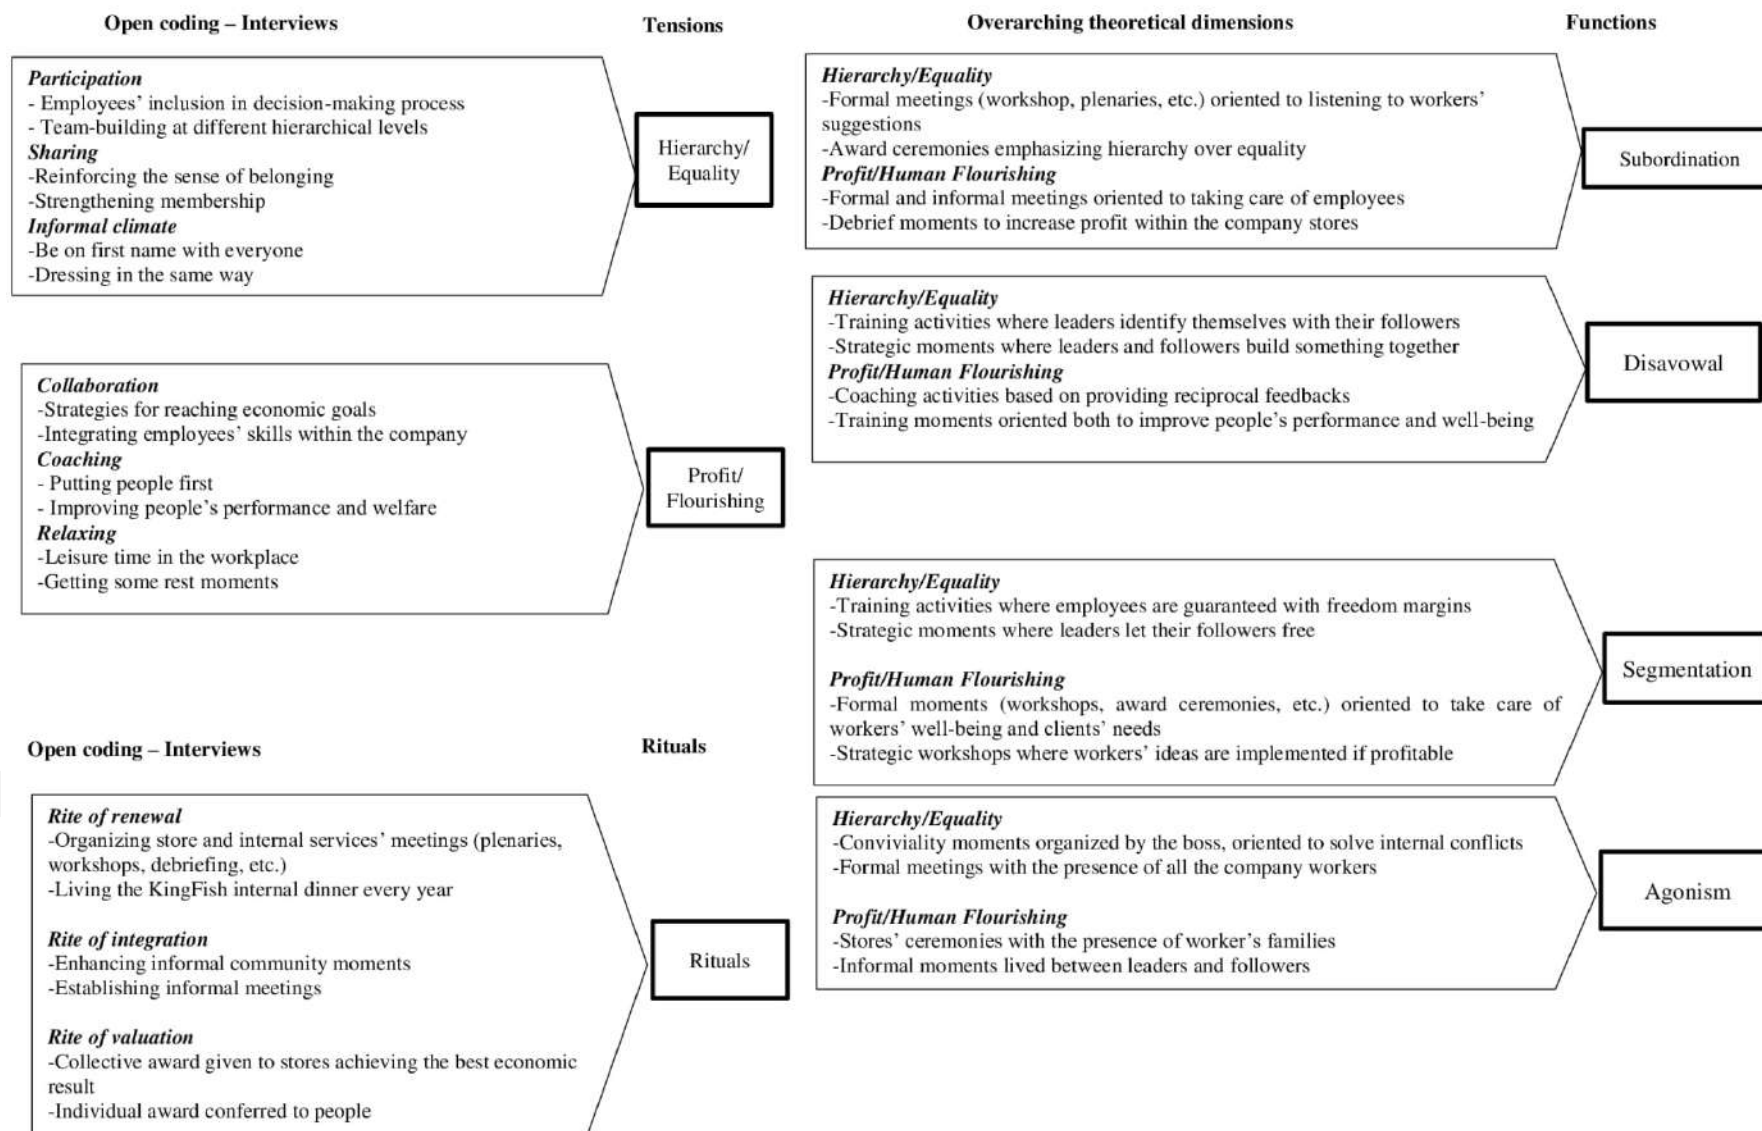 Open coding – Interviews
Tensions
Participation
- Employees' inclusion in decision-making process
- Team-building at different hierarchical levels
Sharing
-Reinforcing the sense of belonging
-Strengthening membership
Informal climate
-Be on first name with everyone
-Dressing in the same way
Hierarchy/
Equality
Collaboration
-Strategies for reaching economic goals
-Integrating employees' skills within the company
Coaching
- Putting people first
- Improving people's performance and welfare
Relaxing
-Leisure time in the workplace
-Getting some rest moments
Profit/
Flourishing
Open coding – Interviews
Rituals
Rite of renewal
-Organizing store and internal services' meetings (plenaries,
workshops, debriefing, etc.)
-Living the KingFish internal dinner every year
Rite of integration
-Enhancing informal community moments
-Establishing informal meetings
Rite of valuation
-Collective award given to stores achieving the best economic
result
-Individual award conferred to people
Rituals
Overarching theoretical dimensions
Functions
Hierarchy/Equality
-Formal meetings (workshop, plenaries, etc.) oriented to listening to workers'
suggestions
-Award ceremonies emphasizing hierarchy over equality
Profit/Human Flourishing
-Formal and informal meetings oriented to taking care of employees
-Debrief moments to increase profit within the company stores
Subordination
Hierarchy/Equality
-Training activities where leaders identify themselves with their followers
-Strategic moments where leaders and followers build something together
Profit/Human Flourishing
-Coaching activities based on providing reciprocal feedbacks
-Training moments oriented both to improve people's performance and well-being
Disavowal
Hierarchy/Equality
-Training activities where employees are guaranteed with freedom margins
-Strategic moments where leaders let their followers free
Profit/Human Flourishing
-Formal moments (workshops, award ceremonies, etc.) oriented to take care of
workers' well-being and clients' needs
-Strategic workshops where workers' ideas are implemented if profitable
Segmentation
Hierarchy/Equality
-Conviviality moments organized by the boss, oriented to solve internal conflicts
-Formal meetings with the presence of all the company workers
Profit/Human Flourishing
-Stores' ceremonies with the presence of worker's families
-Informal moments lived between leaders and followers
Agonism